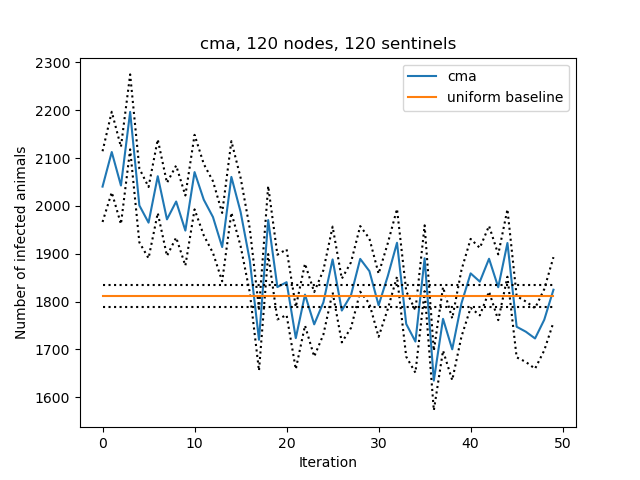 cma, 120 nodes, 120 sentinels
2300
2200
2100
2000
1900
1800
1700
1600
Number of infected animals
cma
uniform baseline
0
10
20
30
40
50
Iteration